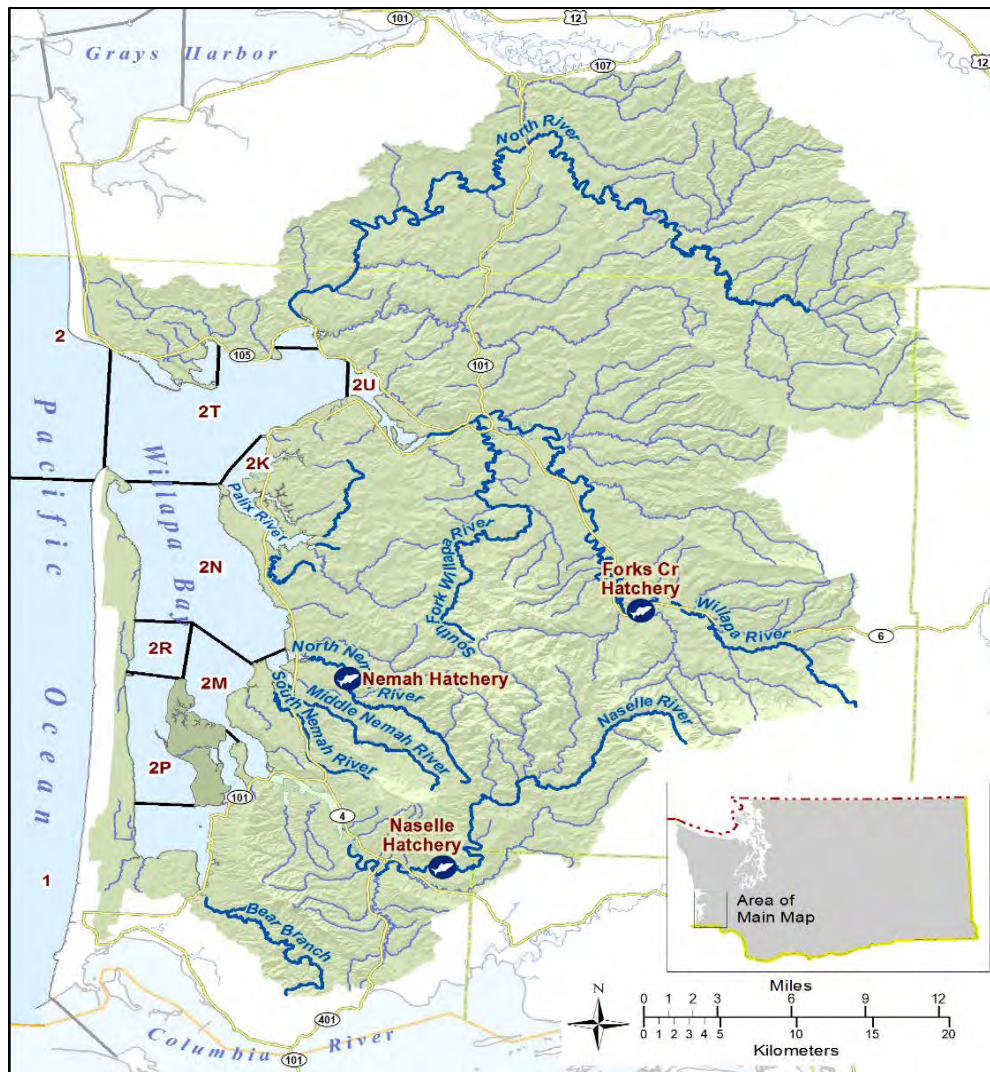 101
12
Grays Harbor
107
12
North River
2
105
2U
101
2T
2K
Pacific Ocean
Willapa Bay
Palix River
2N
South Fork Willapa River
Forks Cr
Hatchery
Willapa River
6
2R
North Nem
River
Nemah Hatchery
2M
South Nemah River
Middle Nemah River
Naselle River
2P
101
4
Naselle
Hatchery
1
Bear Branch
Area of
Main Map
401
101
Columbia River
N
Miles
0 1 2 3 6 9 12
0 1 2 3 4 5 10 15 20
Kilometers